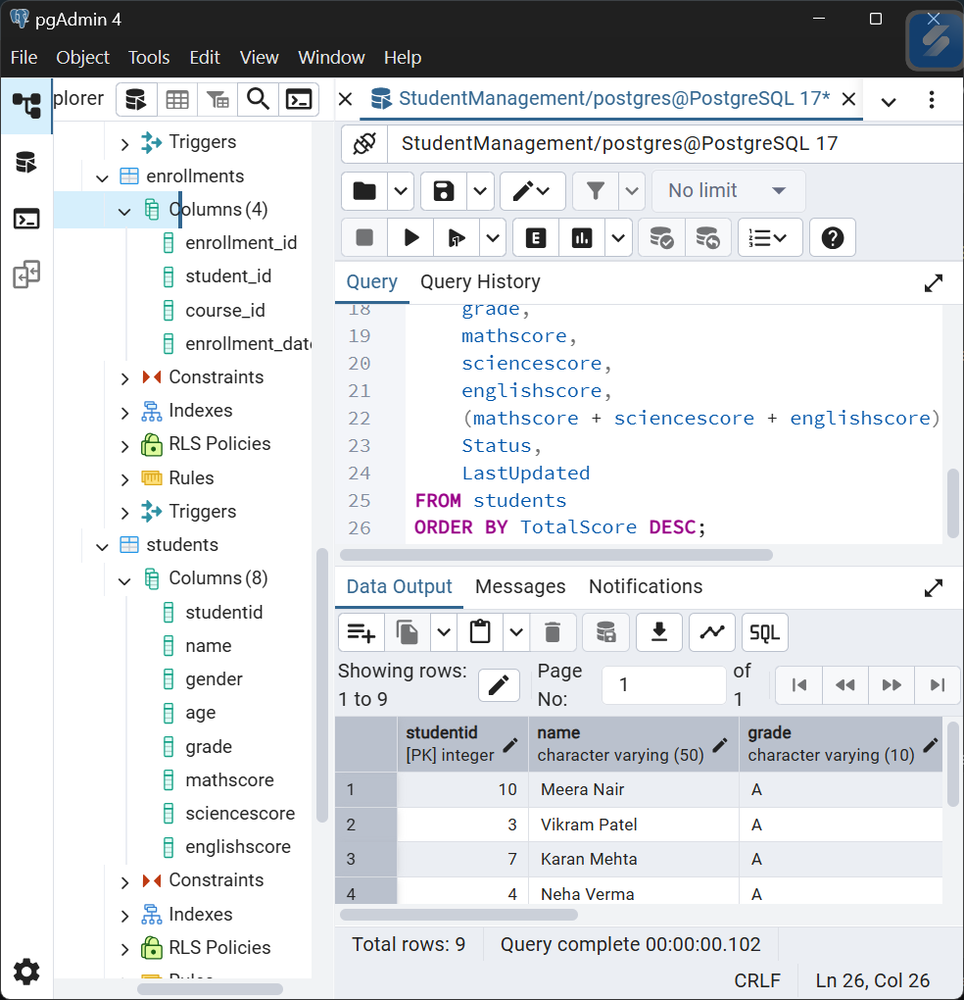 pgAdmin 4
File Object Tools Edit View Window Help
plorer
StudentManagement/postgres@PostgreSQL 17*
StudentManagement/postgres@PostgreSQL 17
No limit
Triggers
enrollments
Columns (4)
enrollment_id
student_id
course_id
enrollment_date
Constraints
Indexes
RLS Policies
Rules
Triggers
students
Columns (8)
studentid
name
gender
age
grade
mathscore
sciencescore
englishscore
Constraints
Indexes
RLS Policies
Rules
E
Query Query History
18 grade,
19 mathscore,
20 sciencescore,
21 englishscore,
22 (mathscore + sciencescore + englishscore)
23 Status,
24 LastUpdated
25 FROM students
26 ORDER BY TotalScore DESC;
Data Output Messages Notifications
SQL
Showing rows: 1 to 9
Page No: 1 of 1
studentid name grade
[PK] integer character varying (50) character varying (10)
1 10 Meera Nair A
2 3 Vikram Patel A
3 7 Karan Mehta A
4 4 Neha Verma A
Total rows: 9 Query complete 00:00:00.102
CRLF Ln 26, Col 26